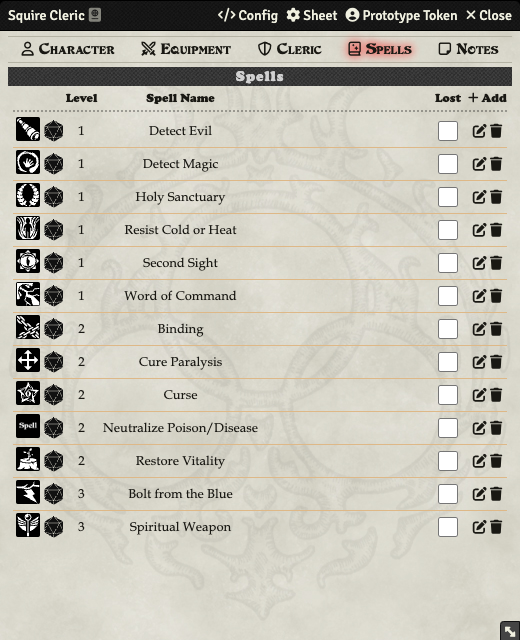 Squire Cleric </> Config Sheet Prototype Token × Close
Character Equipment Cleric Spells Notes
Spells
Level Spell Name Lost + Add
1 Detect Evil
1 Detect Magic
1 Holy Sanctuary
1 Resist Cold or Heat
1 Second Sight
1 Word of Command
2 Binding
2 Cure Paralysis
2 Curse
Spell 2 Neutralize Poison/Disease
2 Restore Vitality
3 Bolt from the Blue
3 Spiritual Weapon